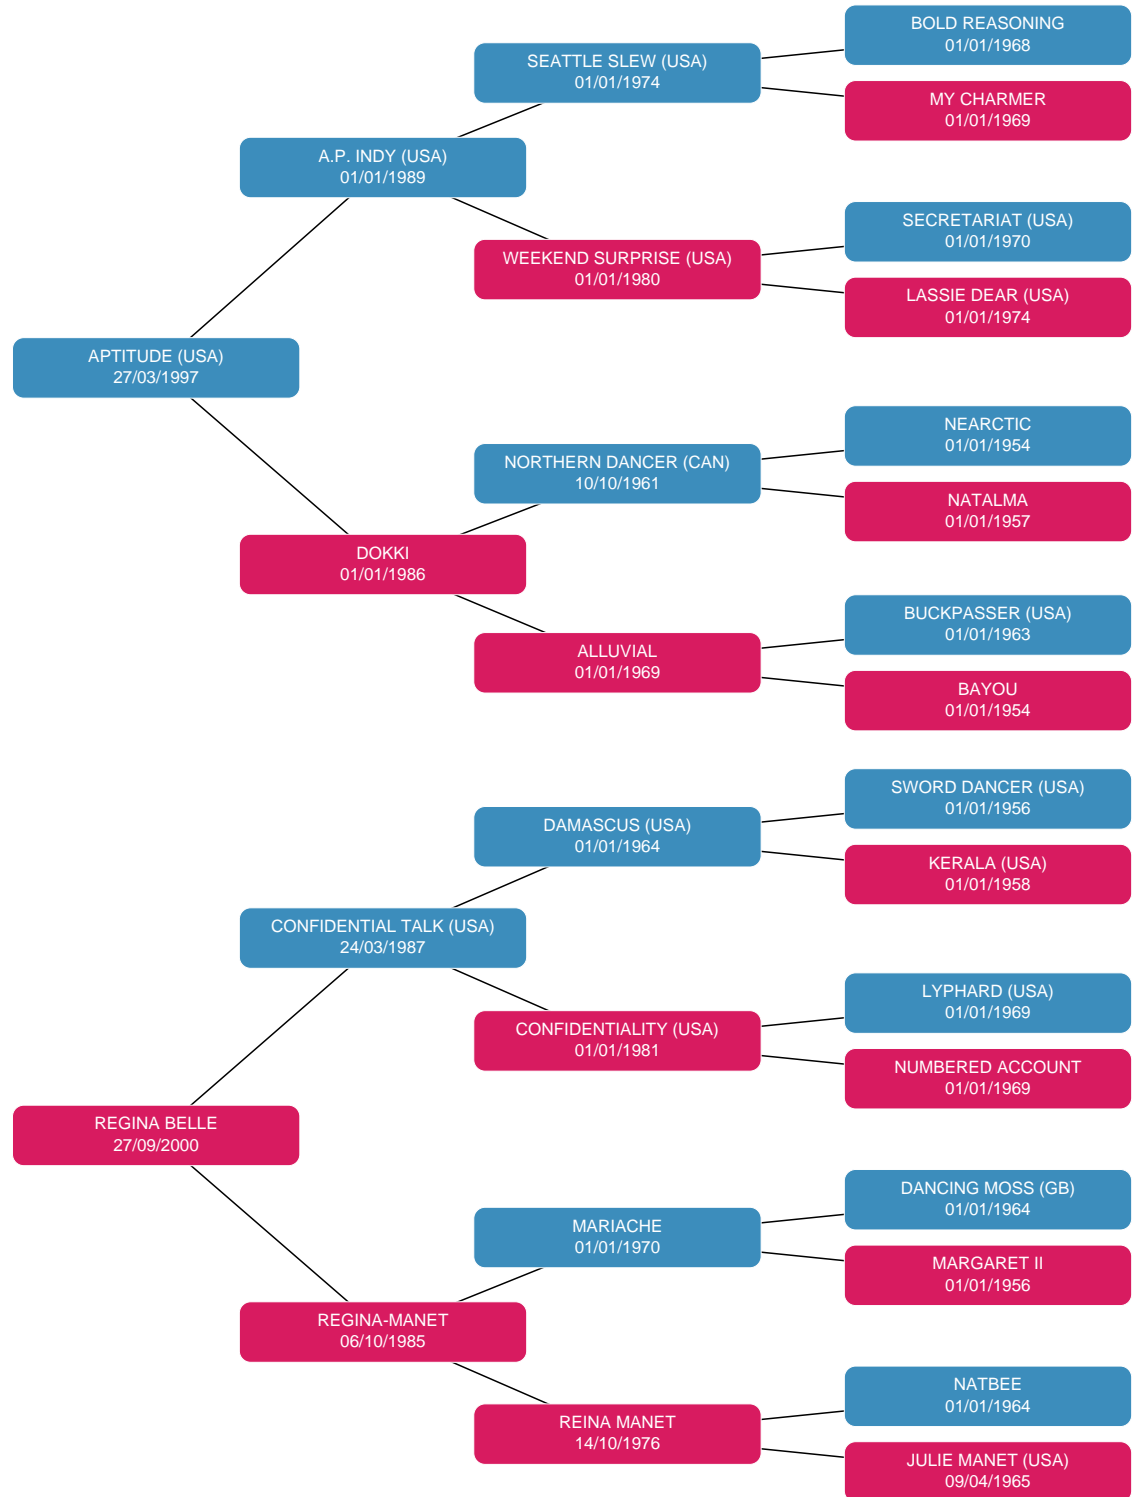 BOLD REASONING
01/01/1968
SEATTLE SLEW (USA)
01/01/1974
MY CHARMER
01/01/1969
A.P. INDY (USA)
01/01/1989
SECRETARIAT (USA)
01/01/1970
WEEKEND SURPRISE (USA)
01/01/1980
LASSIE DEAR (USA)
01/01/1974
APTITUDE (USA)
27/03/1997
NEARCTIC
01/01/1954
NORTHERN DANCER (CAN)
10/10/1961
NATALMA
01/01/1957
DOKKI
01/01/1986
BUCKPASSER (USA)
01/01/1963
ALLUVIAL
01/01/1969
BAYOU
01/01/1954
SWORD DANCER (USA)
01/01/1956
DAMASCUS (USA)
01/01/1964
KERALA (USA)
01/01/1958
CONFIDENTIAL TALK (USA)
24/03/1987
LYPHARD (USA)
01/01/1969
CONFIDENTIALITY (USA)
01/01/1981
NUMBERED ACCOUNT
01/01/1969
REGINA BELLE
27/09/2000
DANCING MOSS (GB)
01/01/1964
MARIACHE
01/01/1970
MARGARET II
01/01/1956
REGINA-MANET
06/10/1985
NATBEE
01/01/1964
REINA MANET
14/10/1976
JULIE MANET (USA)
09/04/1965